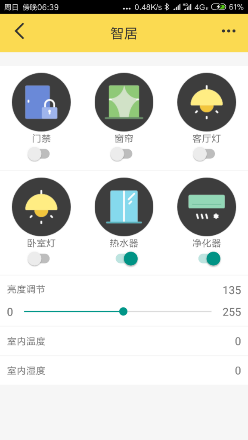 周日 傍晚06:39 ... 0.48K/s 4G 61%
智居
门禁 窗帘 客厅灯
卧室灯 热水器 净化器
亮度调节 135
0 255
室内温度 0
室内湿度 0